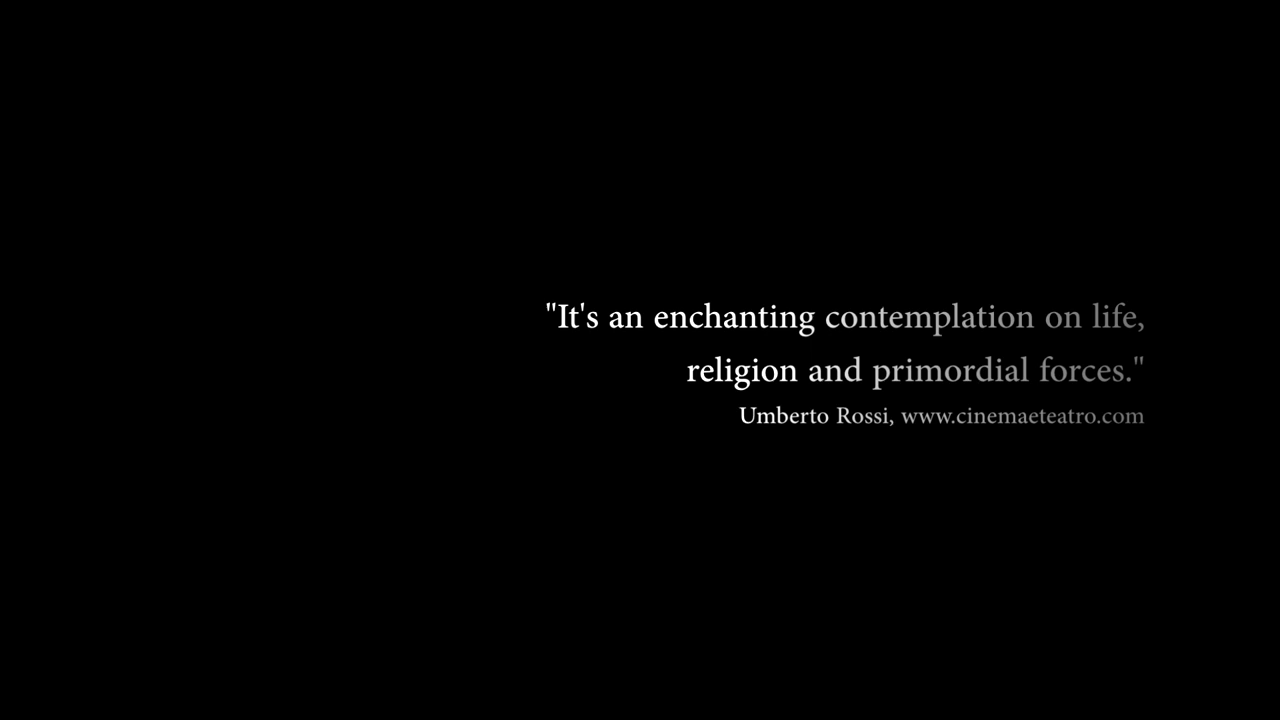 "It's an enchanting contemplation on life,
religion and primordial forces."
Umberto Rossi, www.cinemaeteatro.com